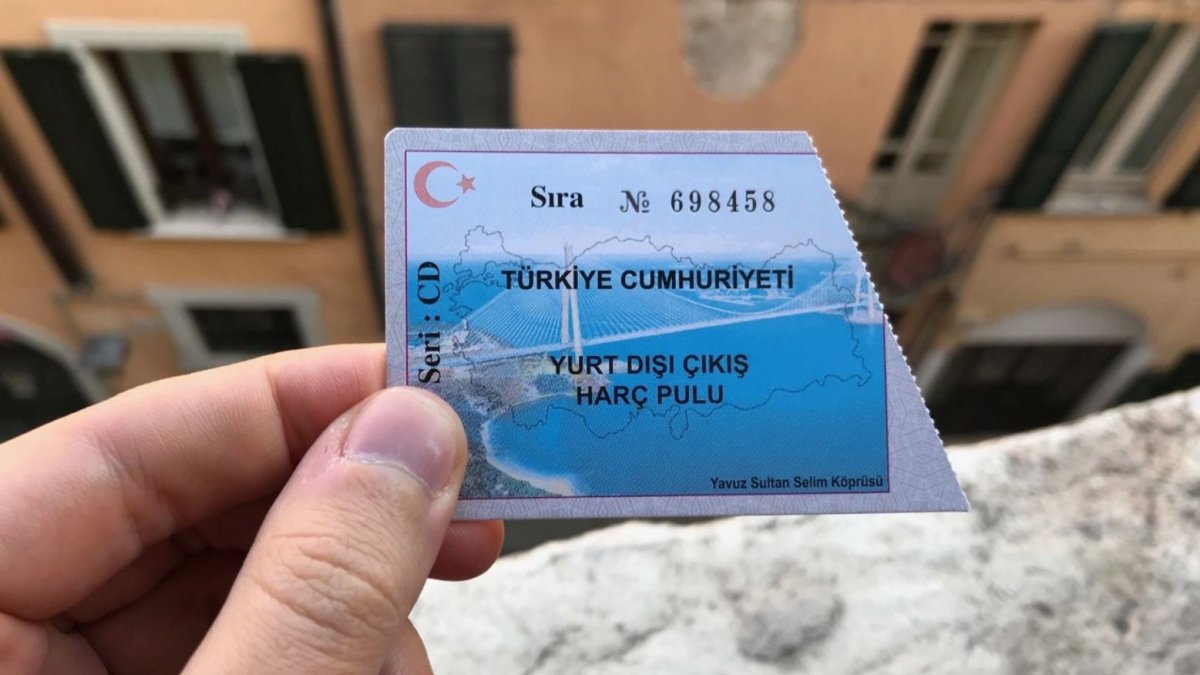 Sıra № 698458
Seri : CD
TÜRKİYE CUMHURİYETİ
YURT DIŞI ÇIKIŞ
HARÇ PULU
Yavuz Sultan Selim Köprüsü